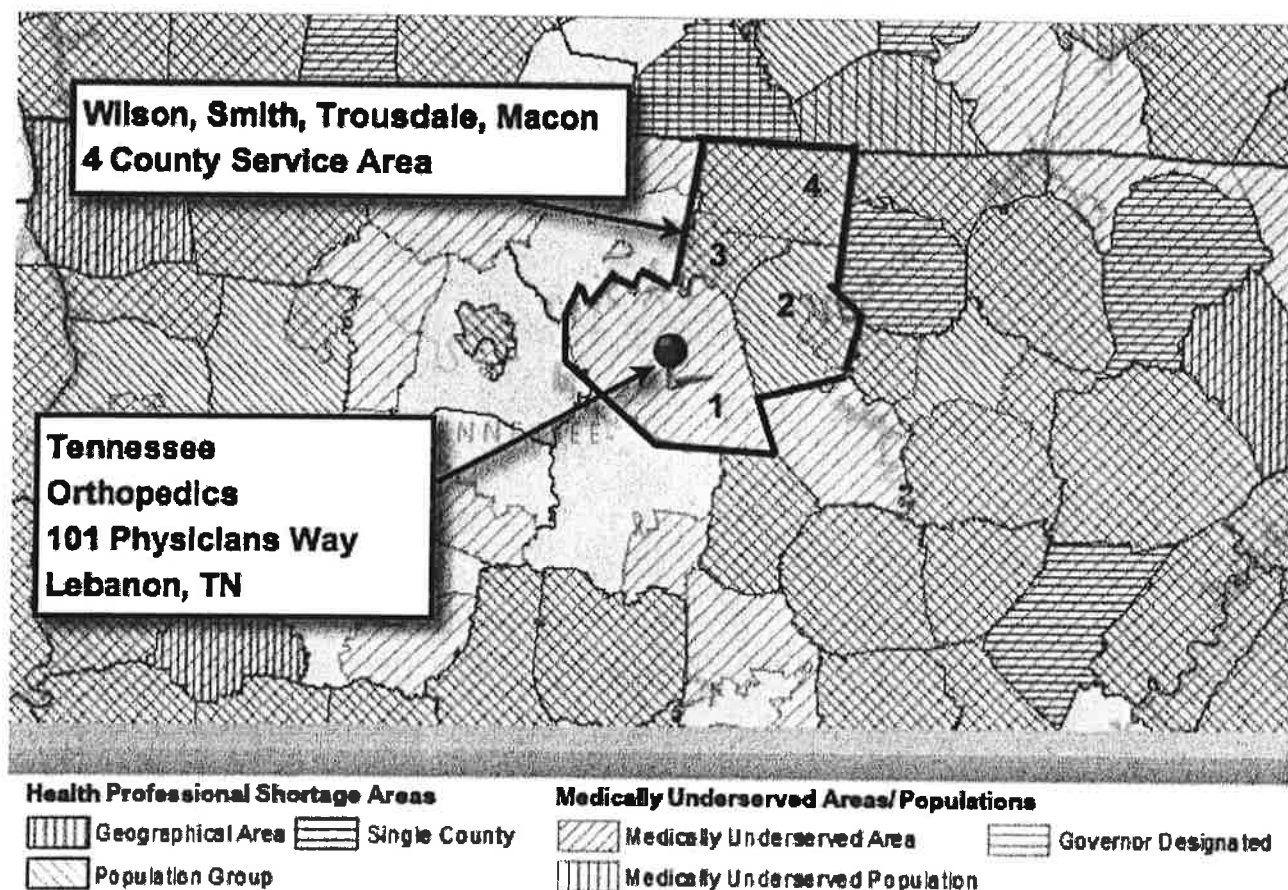 Wilson, Smith, Trousdale, Macon
4 County Service Area
4
3
2
1
Tennessee
Orthopedics
101 Physicians Way
Lebanon, TN
Health Professional Shortage Areas
Geographical Area
Single County
Population Group
Medically Underserved Areas/Populations
Medically Underserved Area
Governor Designated
Medically Underserved Population